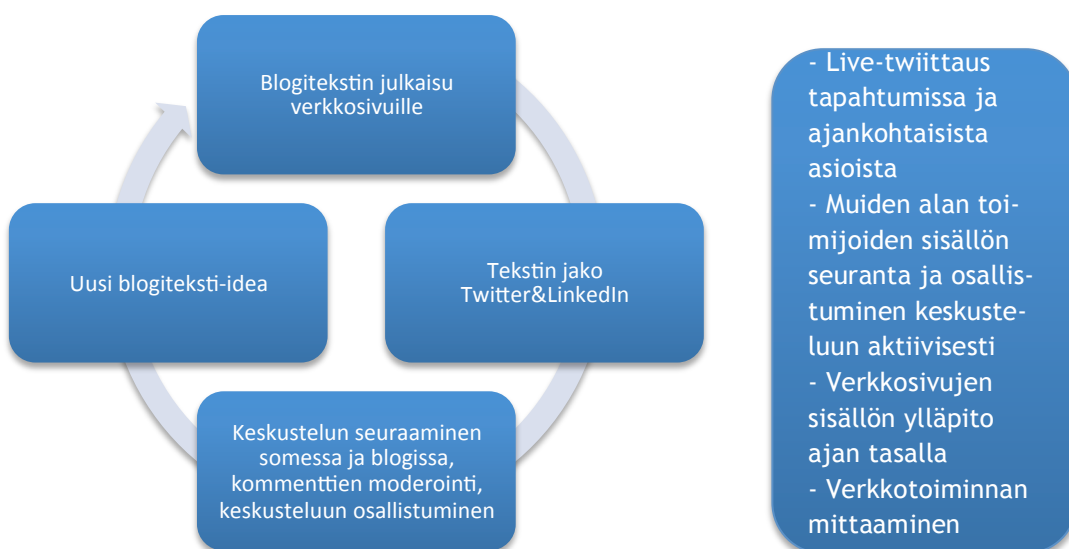 Blogitekstin julkaisu
verkkosivuille
Tekstin jako
Twitter&LinkedIn
Keskustelun seuraaminen
somessa ja blogissa,
kommenttien moderointi,
keskusteluun osallistuminen
Uusi blogiteksti-idea
- Live-twiittaus
tapahtumissa ja
ajankohtaisista
asioista
- Muiden alan toi-
mijoiden sisällön
seuranta ja osallis-
tuminen keskuste-
luun aktiivisesti
- Verkkosivujen
sisällön ylläpito
ajan tasalla
- Verkkotoiminnan
mittaaminen